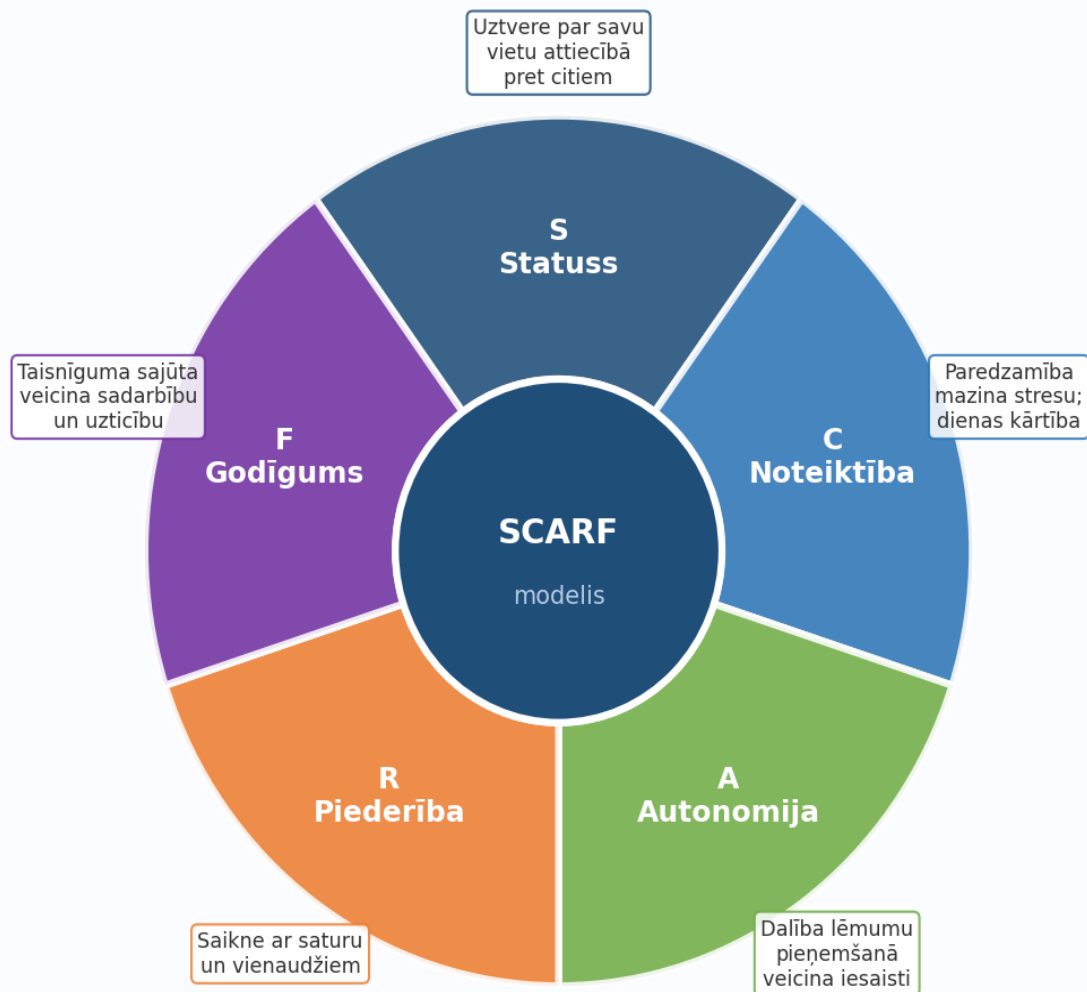 Uztvere par savu
vietu attiecībā
pret citiem
S
Statuss
Taisnīguma sajūta
veicina sadarbību
un uzticību
Paredzamība
mazina stresu;
dienas kārtība
F
Godīgums
C
Noteiktība
SCARF
modelis
R
Piederība
A
Autonomija
Saikne ar saturu
un vienaudžiem
Dalība lēmumu
pieņemšanā
veicina iesaisti